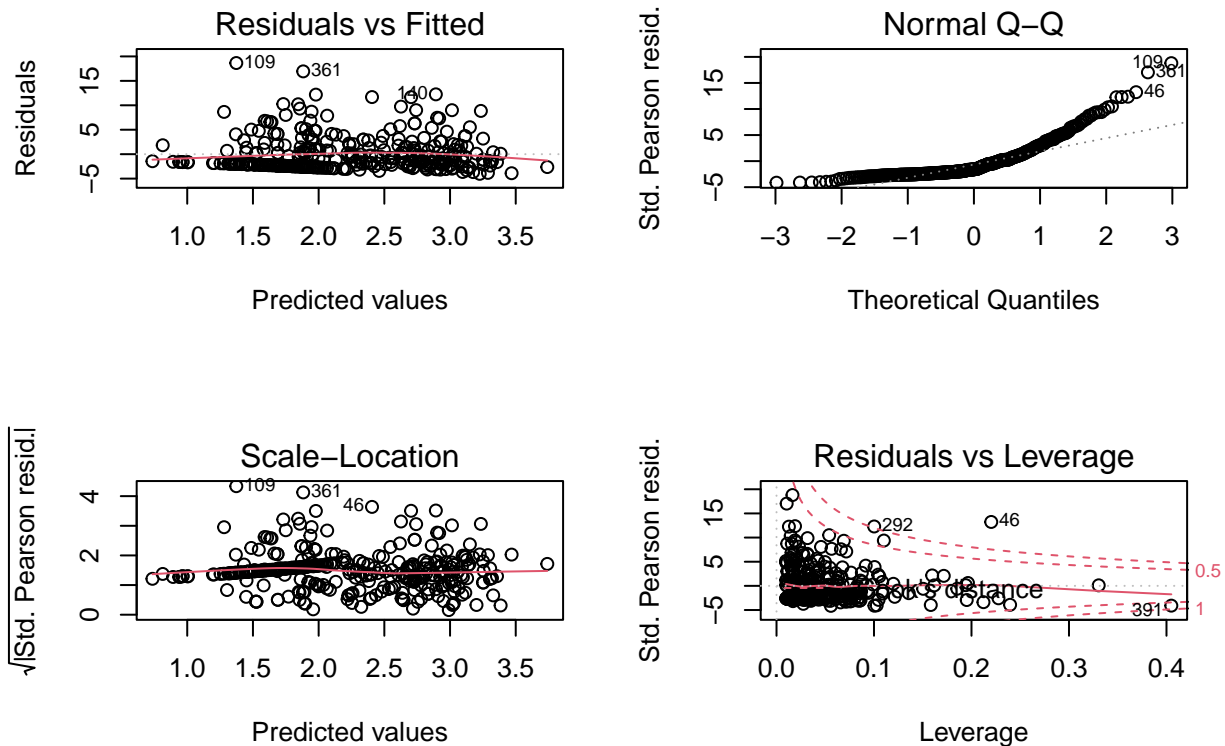 Residuals vs Fitted
Residuals
−5 5 15
109
361
140
1.0 1.5 2.0 2.5 3.0 3.5
Predicted values
Normal Q−Q
Std. Pearson resid.
−5 5 15
109
361
46
−3 −2 −1 0 1 2 3
Theoretical Quantiles
Scale−Location
√|Std. Pearson resid.|
0 2 4
109
361
46
1.0 1.5 2.0 2.5 3.0 3.5
Predicted values
Residuals vs Leverage
Std. Pearson resid.
−5 5 15
292
46
391
distance
0.5
1
0.0 0.1 0.2 0.3 0.4
Leverage